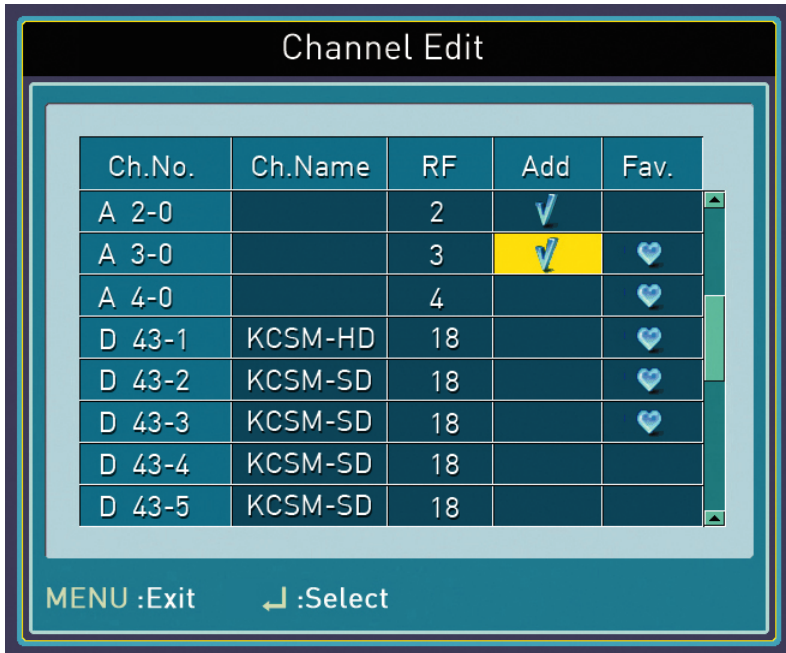 Channel Edit
Ch.No. Ch.Name RF Add Fav.
A 2-0 2
A 3-0 3
A 4-0 4
D 43-1 KCSM-HD 18
D 43-2 KCSM-SD 18
D 43-3 KCSM-SD 18
D 43-4 KCSM-SD 18
D 43-5 KCSM-SD 18
MENU :Exit :Select